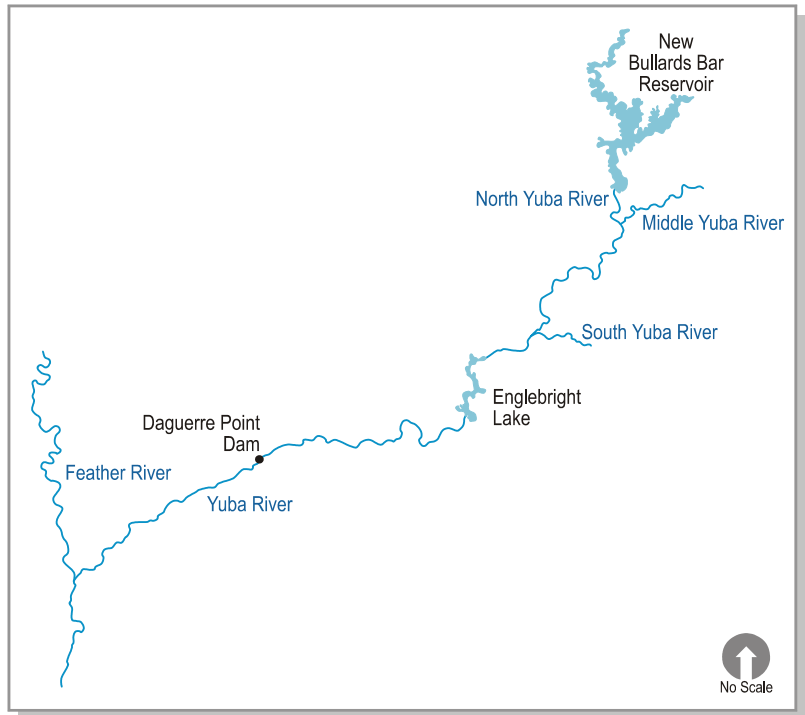 New
Bullards Bar
Reservoir
North Yuba River
Middle Yuba River
South Yuba River
Englebright
Lake
Daguerre Point
Dam
Feather River
Yuba River
No Scale